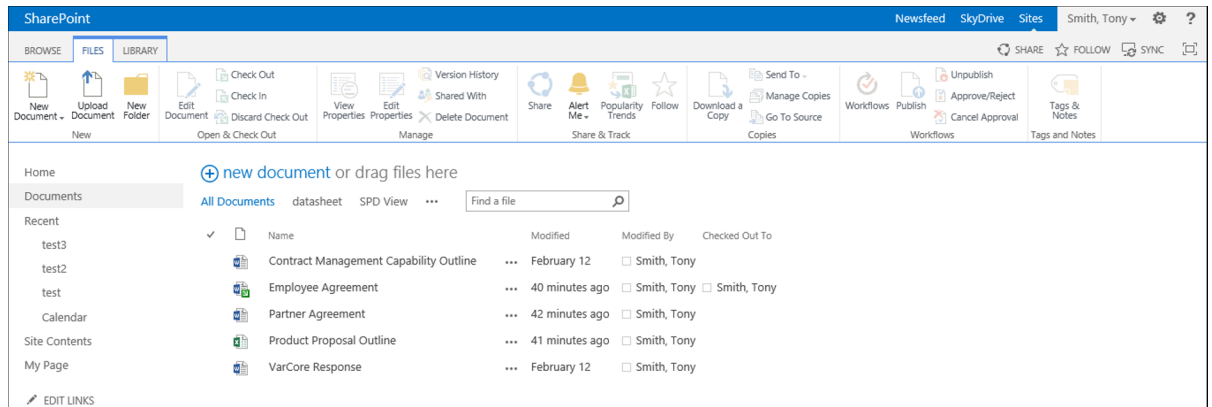 SharePoint Newsfeed SkyDrive Sites Smith, Tony ?
BROWSE FILES LIBRARY SHARE FOLLOW SYNC
New Document
Upload Document
New Folder
New
Edit Document
Check Out
Check In
Discard Check Out
Open & Check Out
View Properties
Edit Properties
Version History
Shared With
Delete Document
Manage
Share
Alert Me
Popularity Trends
Follow
Share & Track
Download a Copy
Send To
Manage Copies
Go To Source
Copies
Workflows
Publish
Unpublish
Approve/Reject
Cancel Approval
Workflows
Tags & Notes
Tags and Notes
Home
Documents
Recent
test3
test2
test
Calendar
Site Contents
My Page
EDIT LINKS
new document or drag files here
All Documents datasheet SPD View ••• Find a file
Name Modified Modified By Checked Out To
Contract Management Capability Outline ••• February 12 Smith, Tony
Employee Agreement ••• 40 minutes ago Smith, Tony Smith, Tony
Partner Agreement ••• 42 minutes ago Smith, Tony
Product Proposal Outline ••• 41 minutes ago Smith, Tony
VarCore Response ••• February 12 Smith, Tony